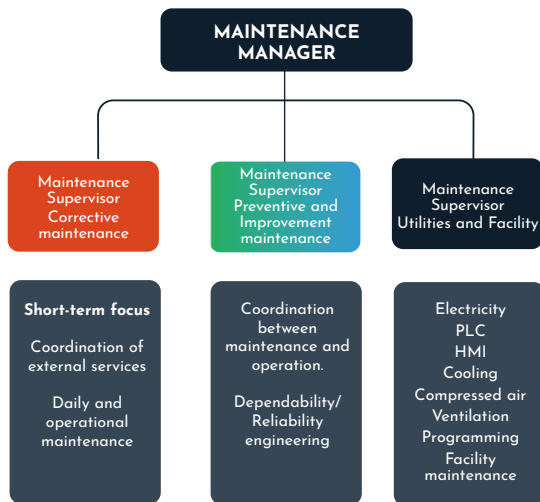 MAINTENANCE
MANAGER
Maintenance
Supervisor
Corrective
maintenance
Maintenance
Supervisor
Preventive and
Improvement
maintenance
Maintenance
Supervisor
Utilities and Facility
Short-term focus
Coordination of
external services
Daily and
operational
maintenance
Coordination
between
maintenance and
operation.
Dependability/
Reliability
engineering
Electricity
PLC
HMI
Cooling
Compressed air
Ventilation
Programming
Facility
maintenance